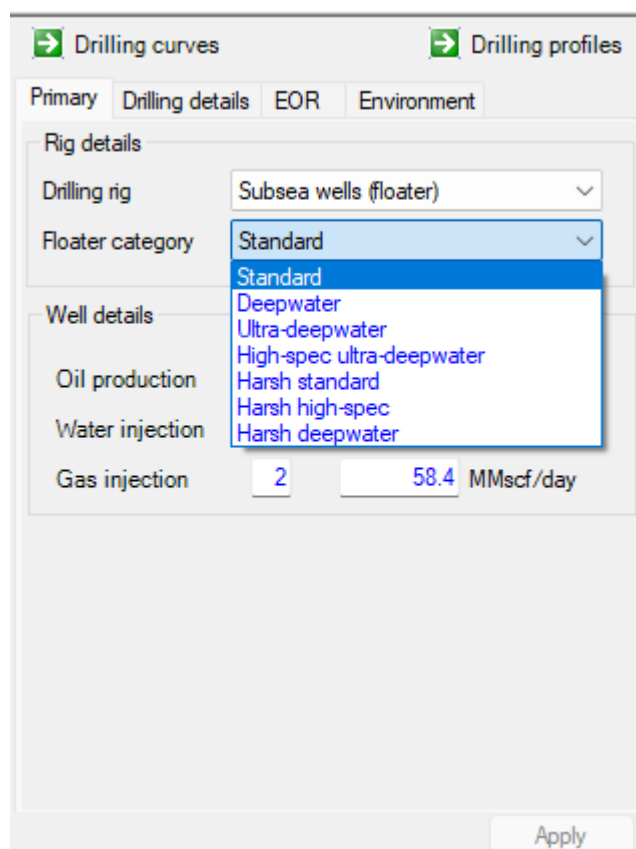 Drilling curves Drilling profiles
Primary Drilling details EOR Environment
Rig details
Drilling rig Subsea wells (floater)
Floater category Standard
Standard
Deepwater
Ultra-deepwater
High-spec ultra-deepwater
Harsh standard
Harsh high-spec
Harsh deepwater
Well details
Oil production
Water injection
Gas injection 2 58.4 MMscf/day
Apply